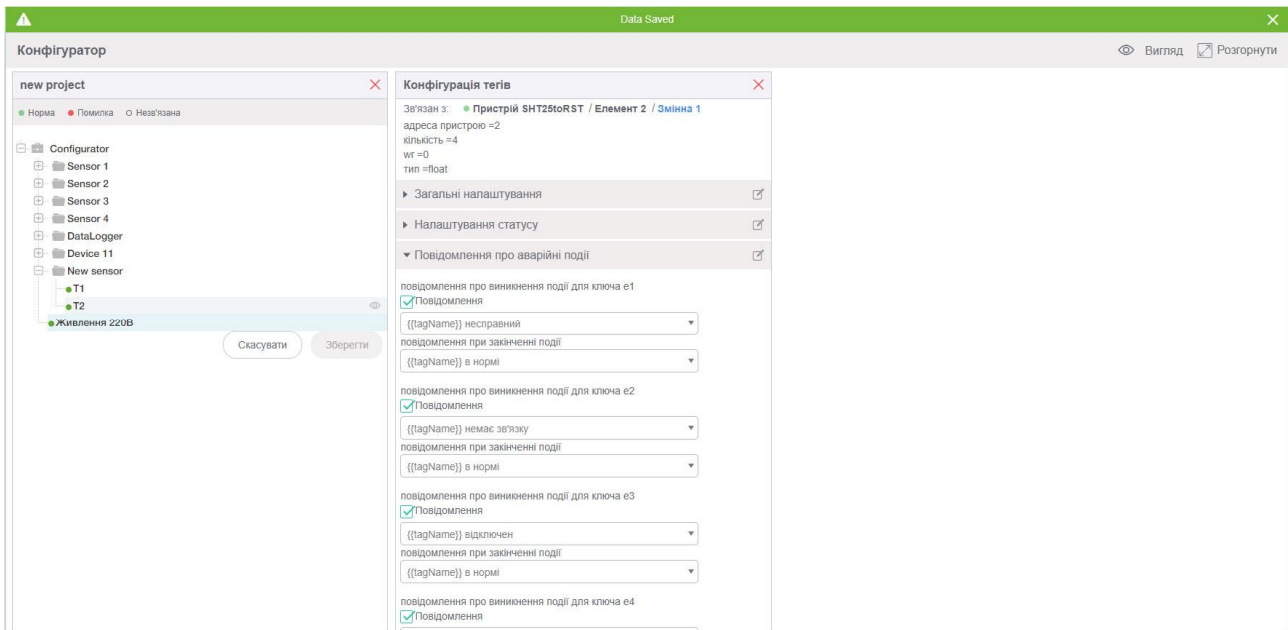 Data Saved
Конфігуратор
Вигляд
Розгорнути
new project
Норма
Помилка
Незв'язана
Configurator
Sensor 1
Sensor 2
Sensor 3
Sensor 4
DataLogger
Device 11
New sensor
T1
T2
Живлення 220В
Скасувати
Зберегти
Конфігурація тегів
Зв'язан з: Пристрій SHT25toRST / Елемент 2 / Змінна 1
адреса пристрою =2
кількість =4
wr =0
тип =float
Загальні налаштування
Налаштування статусу
Повідомлення про аварійні події
повідомлення про виникнення події для ключа e1
Повідомлення
{{tagName}} несправний
повідомлення при закінченні події
{{tagName}} в нормі
повідомлення про виникнення події для ключа e2
Повідомлення
{{tagName}} немає зв'язку
повідомлення при закінченні події
{{tagName}} в нормі
повідомлення про виникнення події для ключа e3
Повідомлення
{{tagName}} відключен
повідомлення при закінченні події
{{tagName}} в нормі
повідомлення про виникнення події для ключа e4
Повідомлення